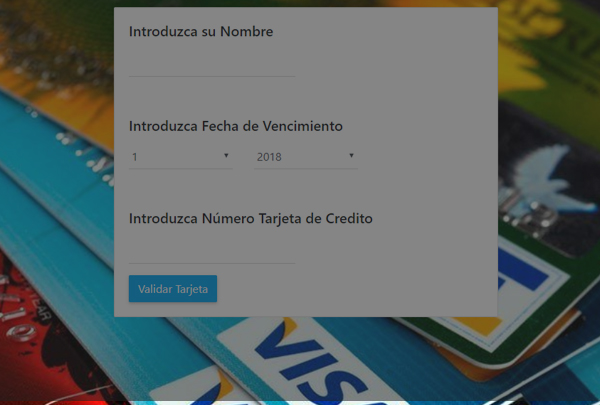 Introduzca su Nombre
Introduzca Fecha de Vencimiento
1 2018
Introduzca Número Tarjeta de Credito
Validar Tarjeta
VISA